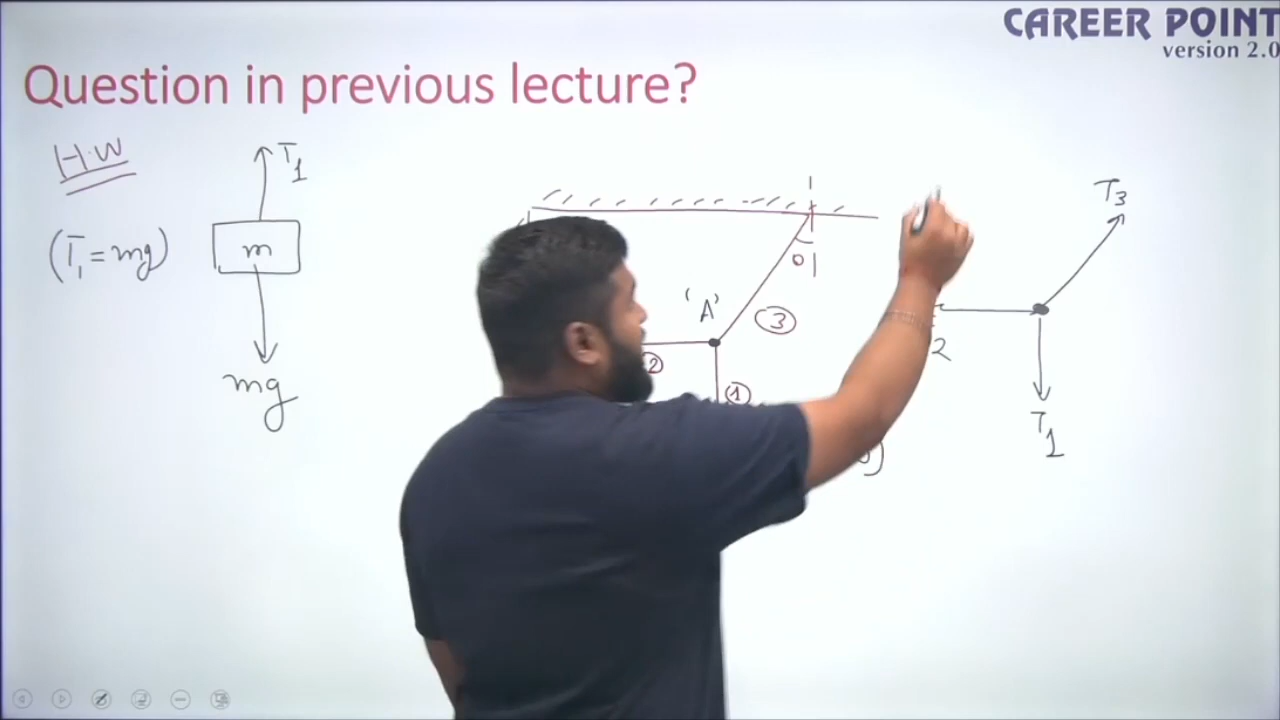 CAREER POINT
version 2.0
Question in previous lecture?
H.W
T1
(T1 = mg)
m
mg
'A'
3
2
1
T3
2
T1